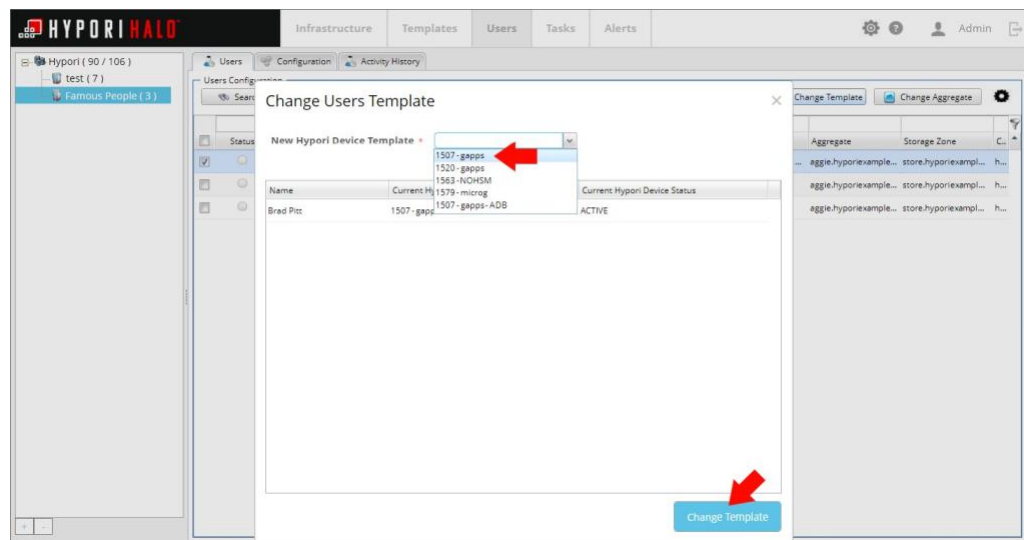 HYPORI HALO
Infrastructure Templates Users Tasks Alerts Admin
Hypori ( 90 / 106 )
test ( 7 )
Famous People ( 3 )
Users Configuration Activity History
Users
Change Template Change Aggregate
Status Aggregate Storage Zone C..
... aggie.hyporiexample... store.hyporiexampl... h...
aggie.hyporiexample... store.hyporiexampl... h...
aggie.hyporiexample... store.hyporiexampl... h...
Change Users Template
New Hypori Device Template *
1507-gapps
1520-gapps
1563-NOHSM
1579-microg
1507-gapps-ADB
Name Current Current Hypori Device Status
Brad Pitt 1507-gapp ACTIVE
Change Template
+ -